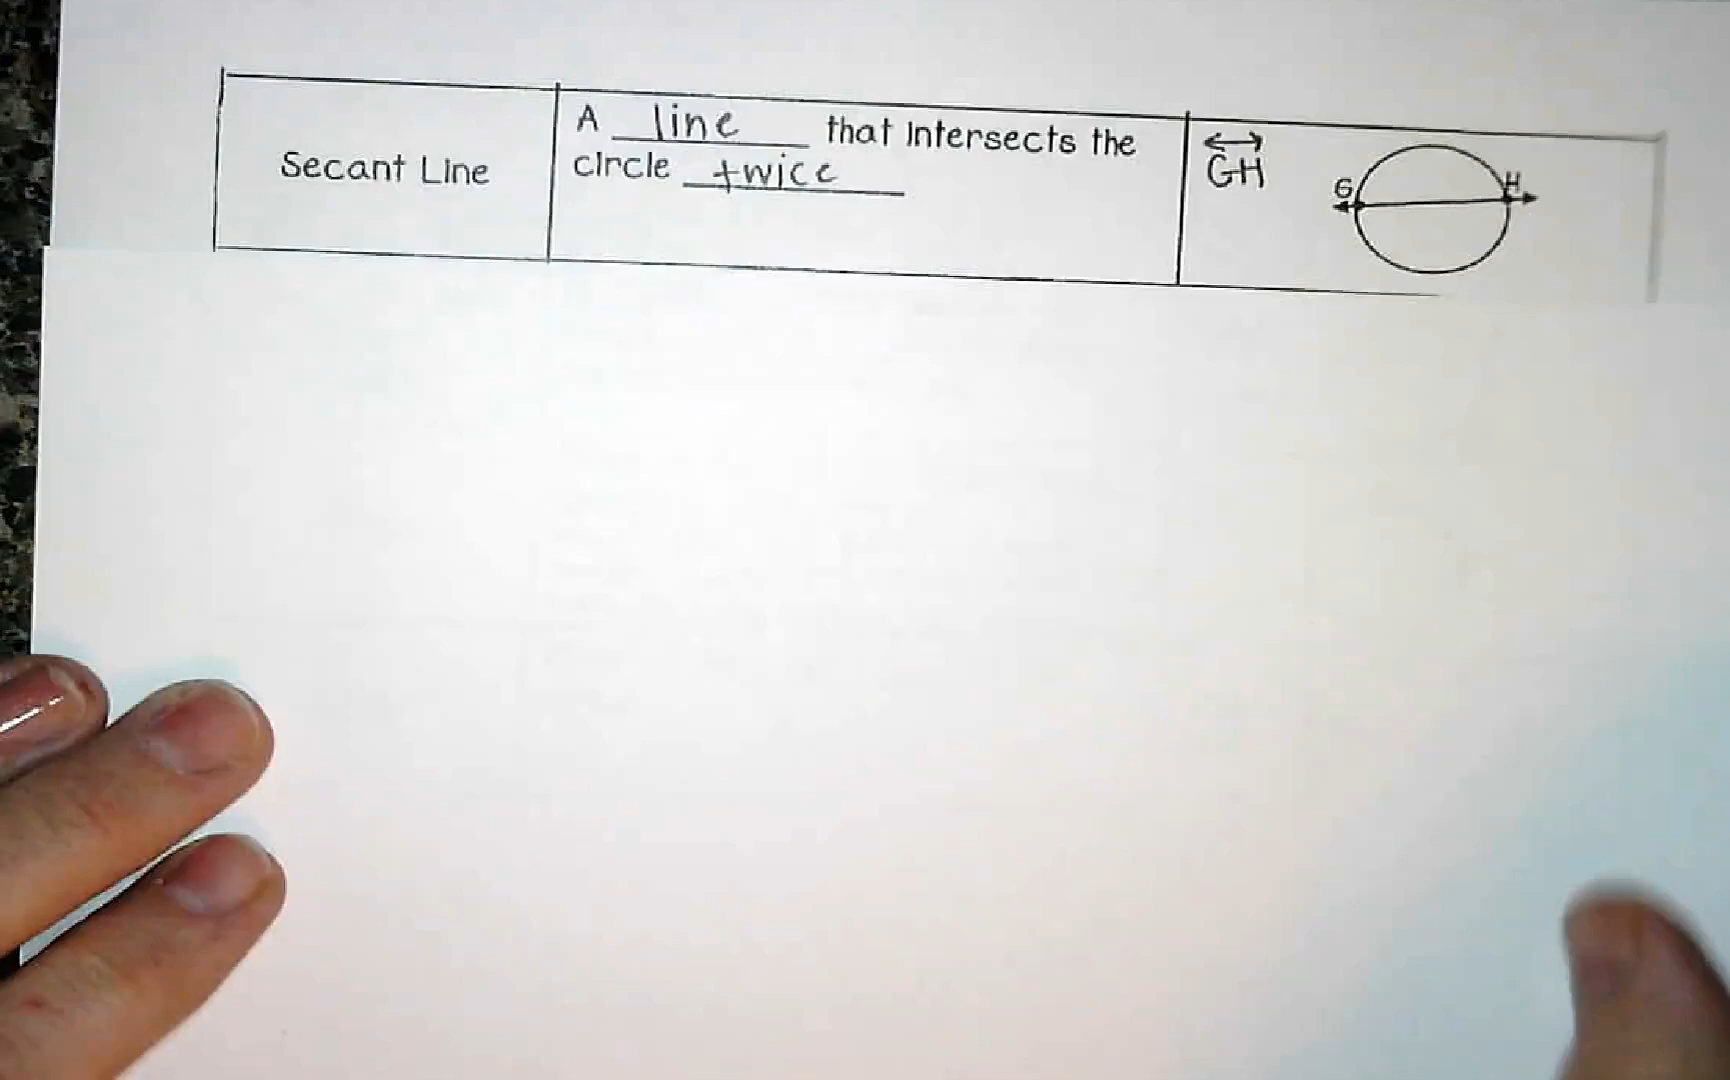 Secant Line
A line that intersects the
circle twice
GH
G H